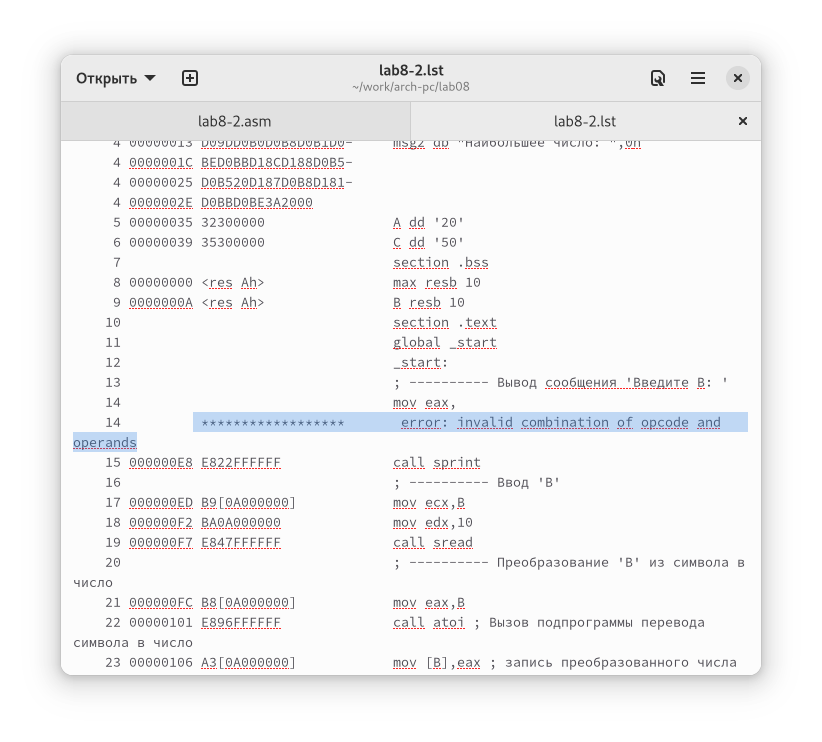 Открыть
lab8-2.lst
~/work/arch-pc/lab08
lab8-2.asm
lab8-2.lst
4 00000013 D09DD0B0D0B8D0B1D0- msg2 db "Наибольшее число: ",0h
4 0000001C BED0BBD18CD188D0B5-
4 00000025 D0B520D187D0B8D181-
4 0000002E D0BBD0BE3A2000
5 00000035 32300000 A dd '20'
6 00000039 35300000 C dd '50'
7 section .bss
8 00000000 <res Ah> max resb 10
9 0000000A <res Ah> B resb 10
10 section .text
11 global _start
12 _start:
13 ; ---------- Вывод сообщения 'Введите B: '
14 mov eax,
14 ****************** error: invalid combination of opcode and
operands
15 000000E8 E822FFFFFF call sprint
16 ; ---------- Ввод 'B'
17 000000ED B9[0A000000] mov ecx,B
18 000000F2 BA0A000000 mov edx,10
19 000000F7 E847FFFFFF call sread
20 ; ---------- Преобразование 'B' из символа в
число
21 000000FC B8[0A000000] mov eax,B
22 00000101 E896FFFFFF call atoi ; Вызов подпрограммы перевода
символа в число
23 00000106 A3[0A000000] mov [B],eax ; запись преобразованного числа